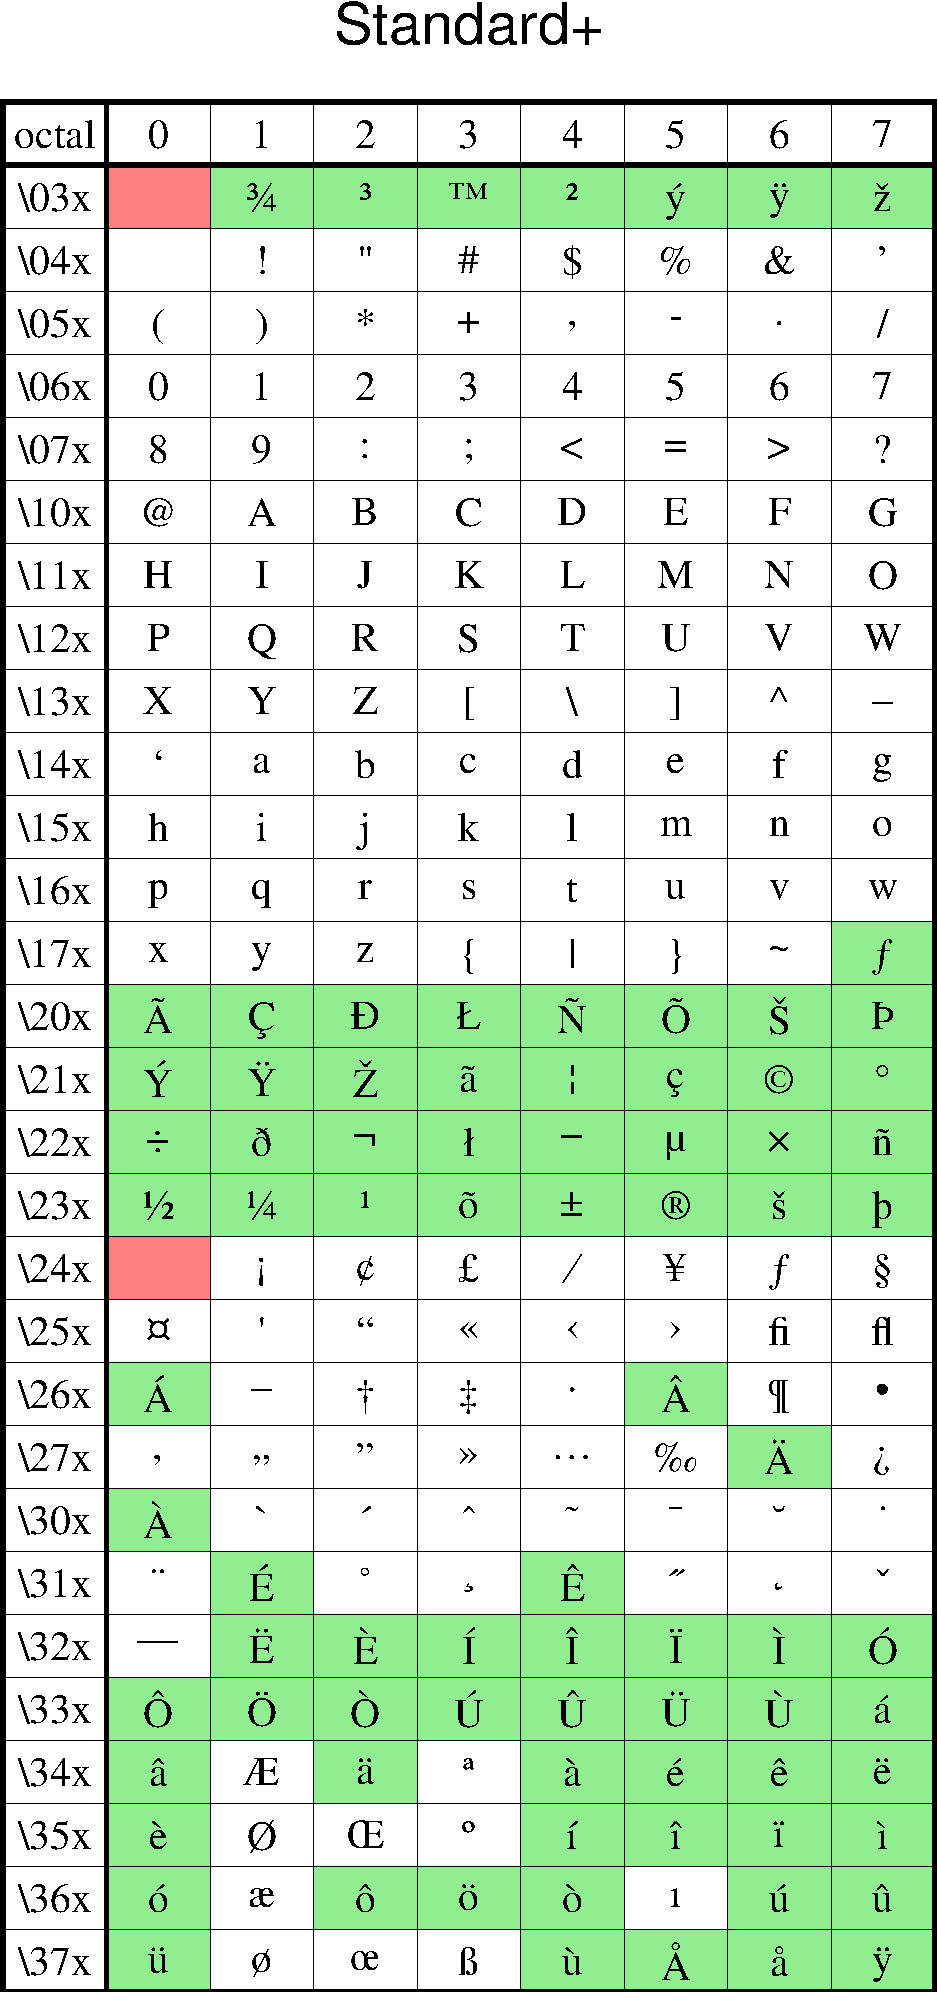 Standard+
octal 0 1 2 3 4 5 6 7
\03x ¾ ³ ™ ² ý ÿ ž
\04x ! " # $ % & ’
\05x ( ) * + , - . /
\06x 0 1 2 3 4 5 6 7
\07x 8 9 : ; < = > ?
\10x @ A B C D E F G
\11x H I J K L M N O
\12x P Q R S T U V W
\13x X Y Z [ \ ] ^ _
\14x ‘ a b c d e f g
\15x h i j k l m n o
\16x p q r s t u v w
\17x x y z { | } ~ ƒ
\20x Ã Ç Đ Ł Ñ Õ Š Þ
\21x Ý Ÿ Ž ã ¦ ç © °
\22x ÷ ð ¬ ł − µ × ñ
\23x ½ ¼ ¹ õ ± ® š þ
\24x ¡ ¢ £ ⁄ ¥ ƒ §
\25x ¤ ' “ « ‹ › ﬁ ﬂ
\26x Á – † ‡ · Â ¶ •
\27x ‚ „ ” » … ‰ Ä ¿
\30x À ` ´ ˆ ˜ ¯ ˘ ˙
\31x ¨ É ˚ ¸ Ê ˝ ˛ ˇ
\32x — Ë È Í Î Ï Ì Ó
\33x Ô Ö Ò Ú Û Ü Ù á
\34x â Æ ä ª à é ê ë
\35x è Ø Œ º í î ï ì
\36x ó æ ô ö ò ı ú û
\37x ü ø œ ß ù Å å ÿ